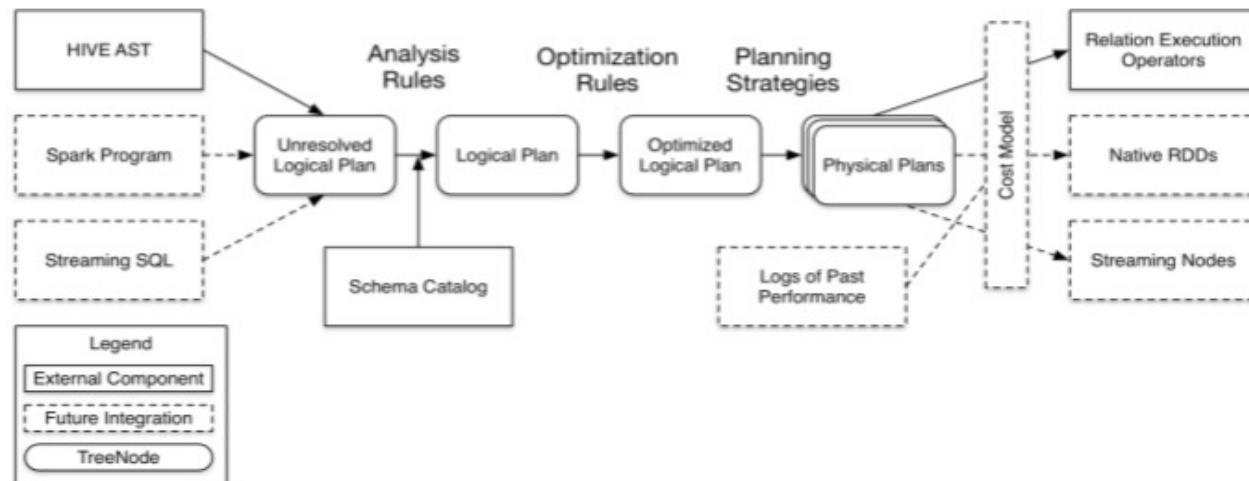 HIVE AST
Analysis
Rules
Optimization
Rules
Planning
Strategies
Relation Execution
Operators
Spark Program
Unresolved
Logical Plan
Logical Plan
Optimized
Logical Plan
Physical Plans
Cost Model
Native RDDs
Streaming SQL
Schema Catalog
Logs of Past
Performance
Streaming Nodes
Legend
External Component
Future Integration
TreeNode